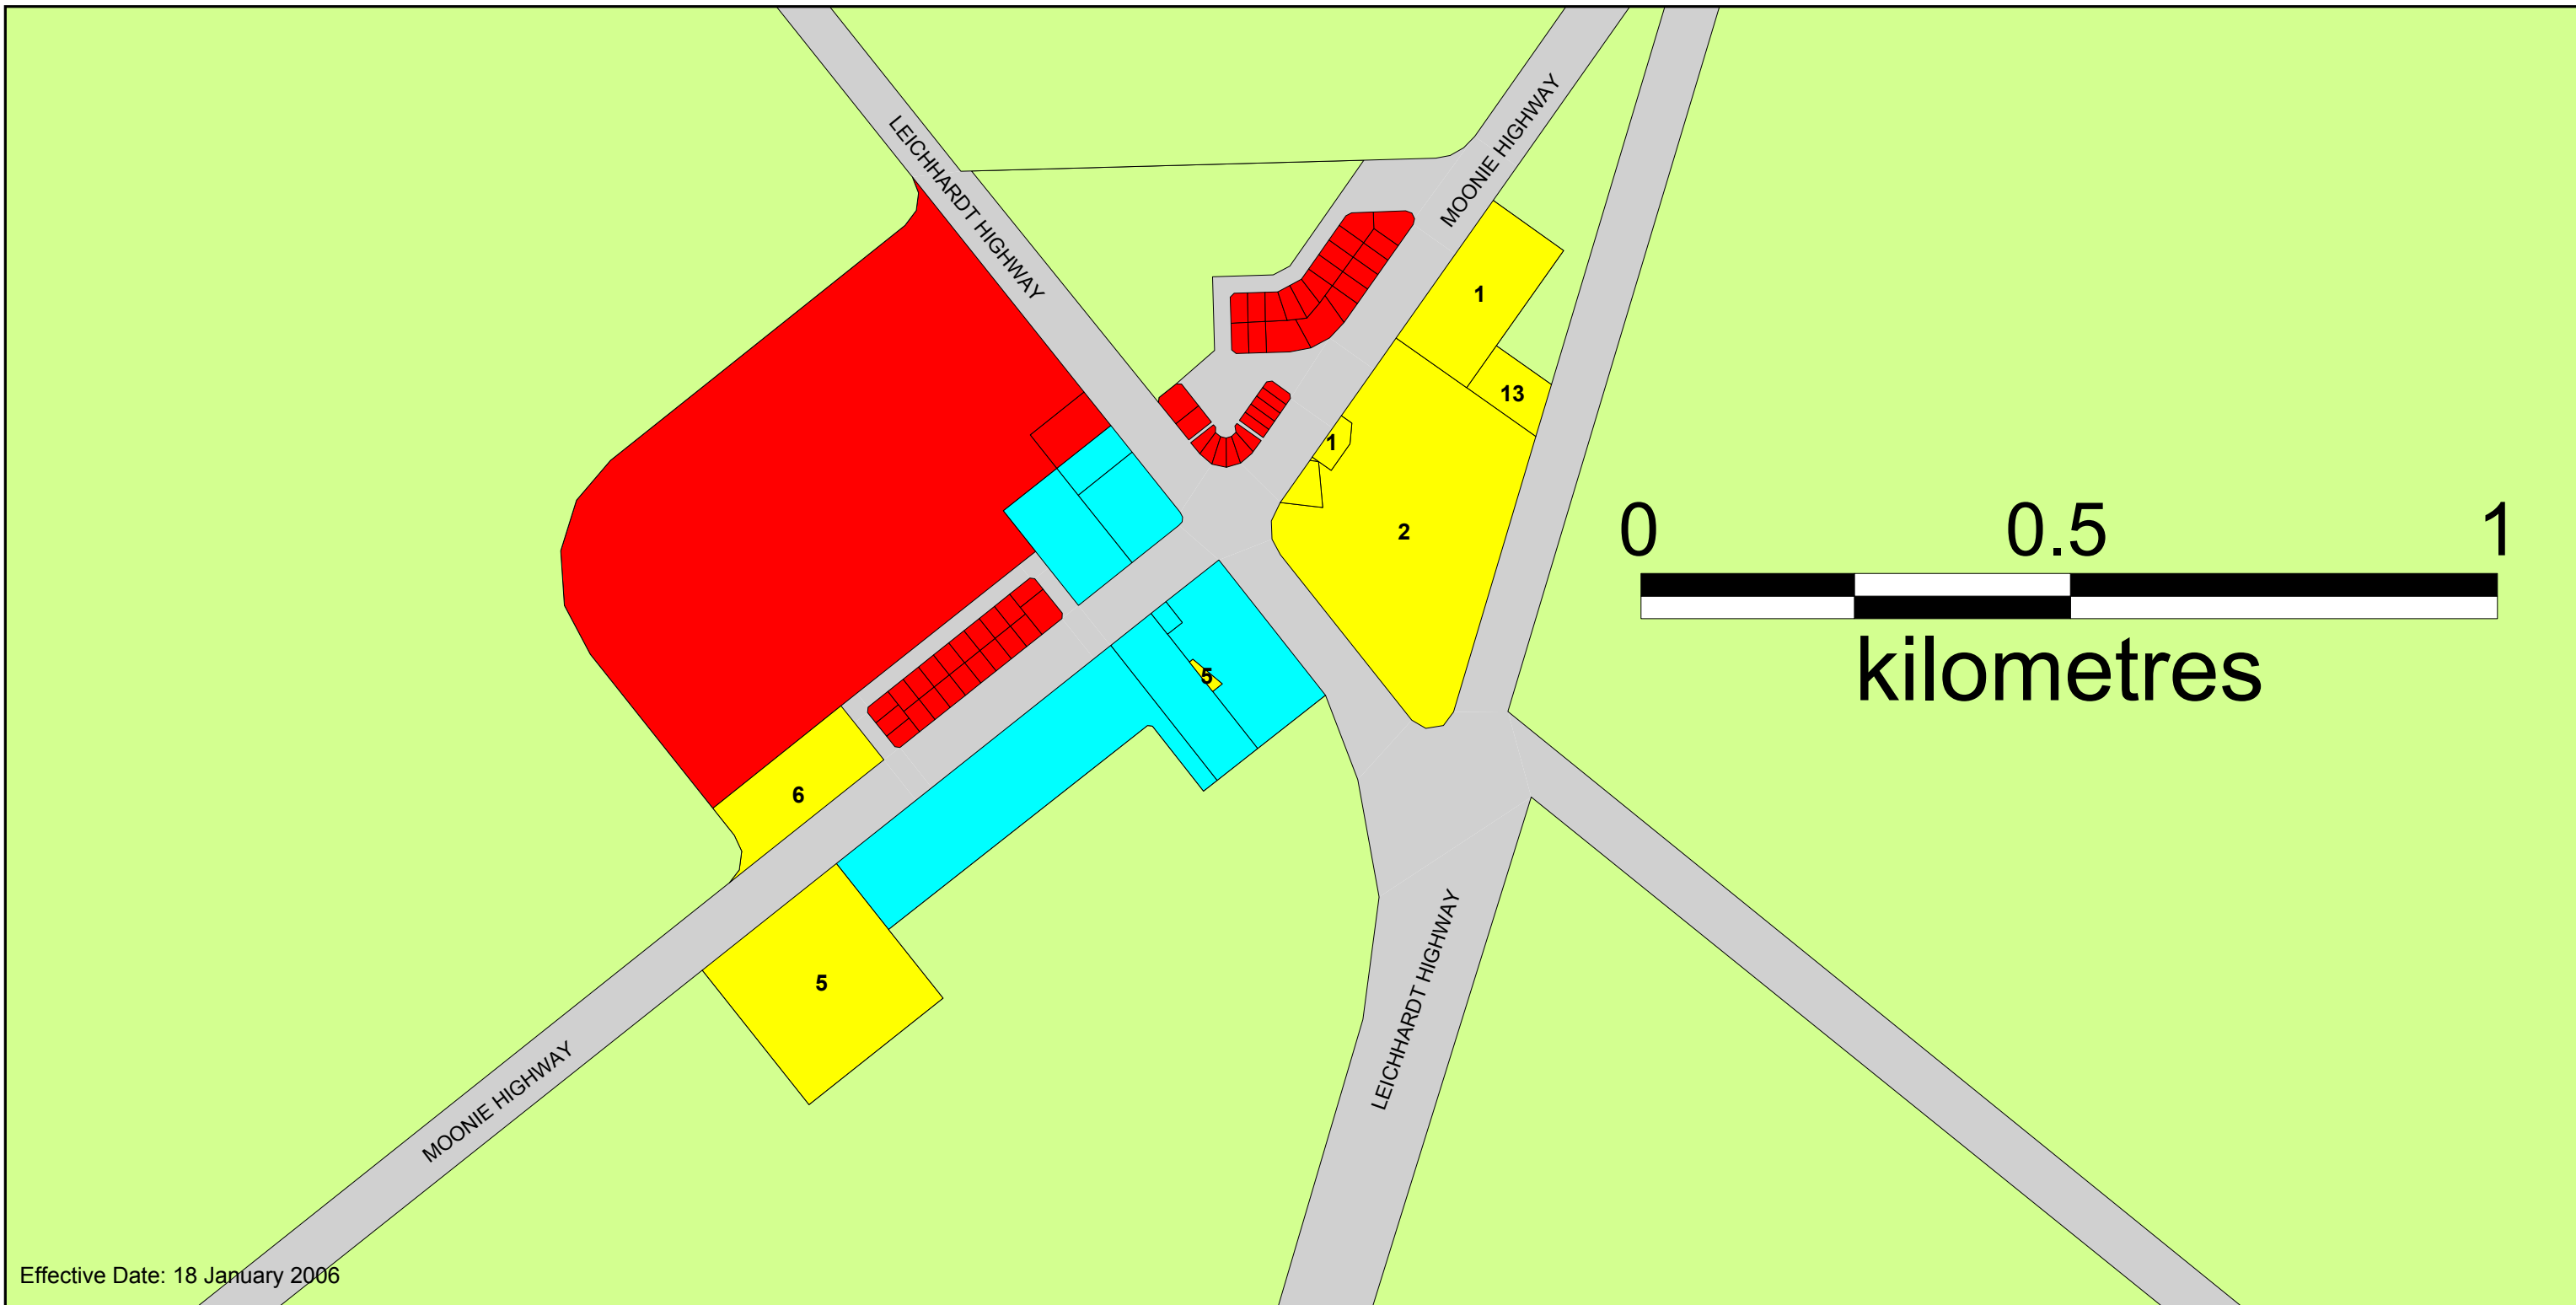 LEICHHARDT HIGHWAY
MOONIE HIGHWAY
1
13
1
2
0 0.5 1
kilometres
5
6
5
LEICHHARDT HIGHWAY
MOONIE HIGHWAY
Effective Date: 18 January 2006